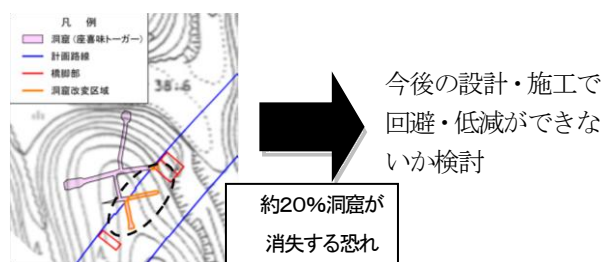 凡 例
洞窟(座喜味トーガー)
計画路線
橋脚部
洞窟改変区域
38.6
今後の設計・施工で
回避・低減ができな
いか検討
約20%洞窟が
消失する恐れ